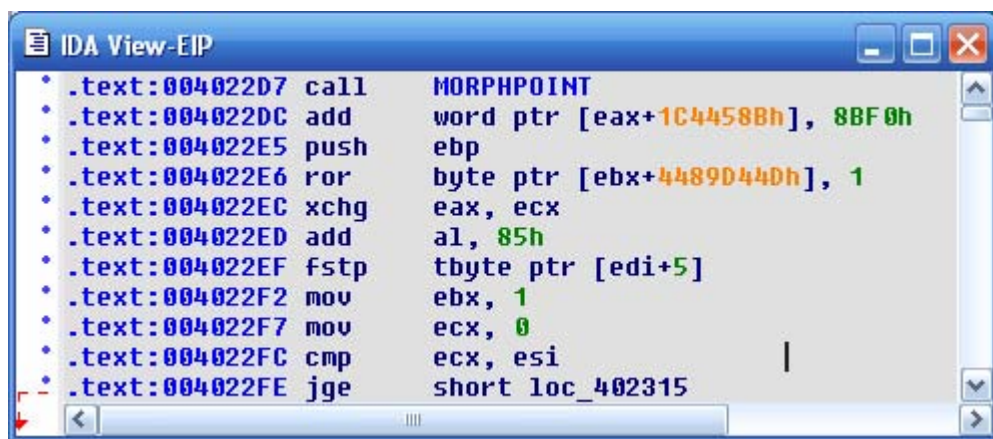 IDA View-EIP
.text:004022D7 call MORPHPOINT
.text:004022DC add word ptr [eax+1C4458Bh], 8BF0h
.text:004022E5 push ebp
.text:004022E6 ror byte ptr [ebx+4489D44Dh], 1
.text:004022EC xchg eax, ecx
.text:004022ED add al, 85h
.text:004022EF fstp tbyte ptr [edi+5]
.text:004022F2 mov ebx, 1
.text:004022F7 mov ecx, 0
.text:004022FC cmp ecx, esi
.text:004022FE jge short loc_402315